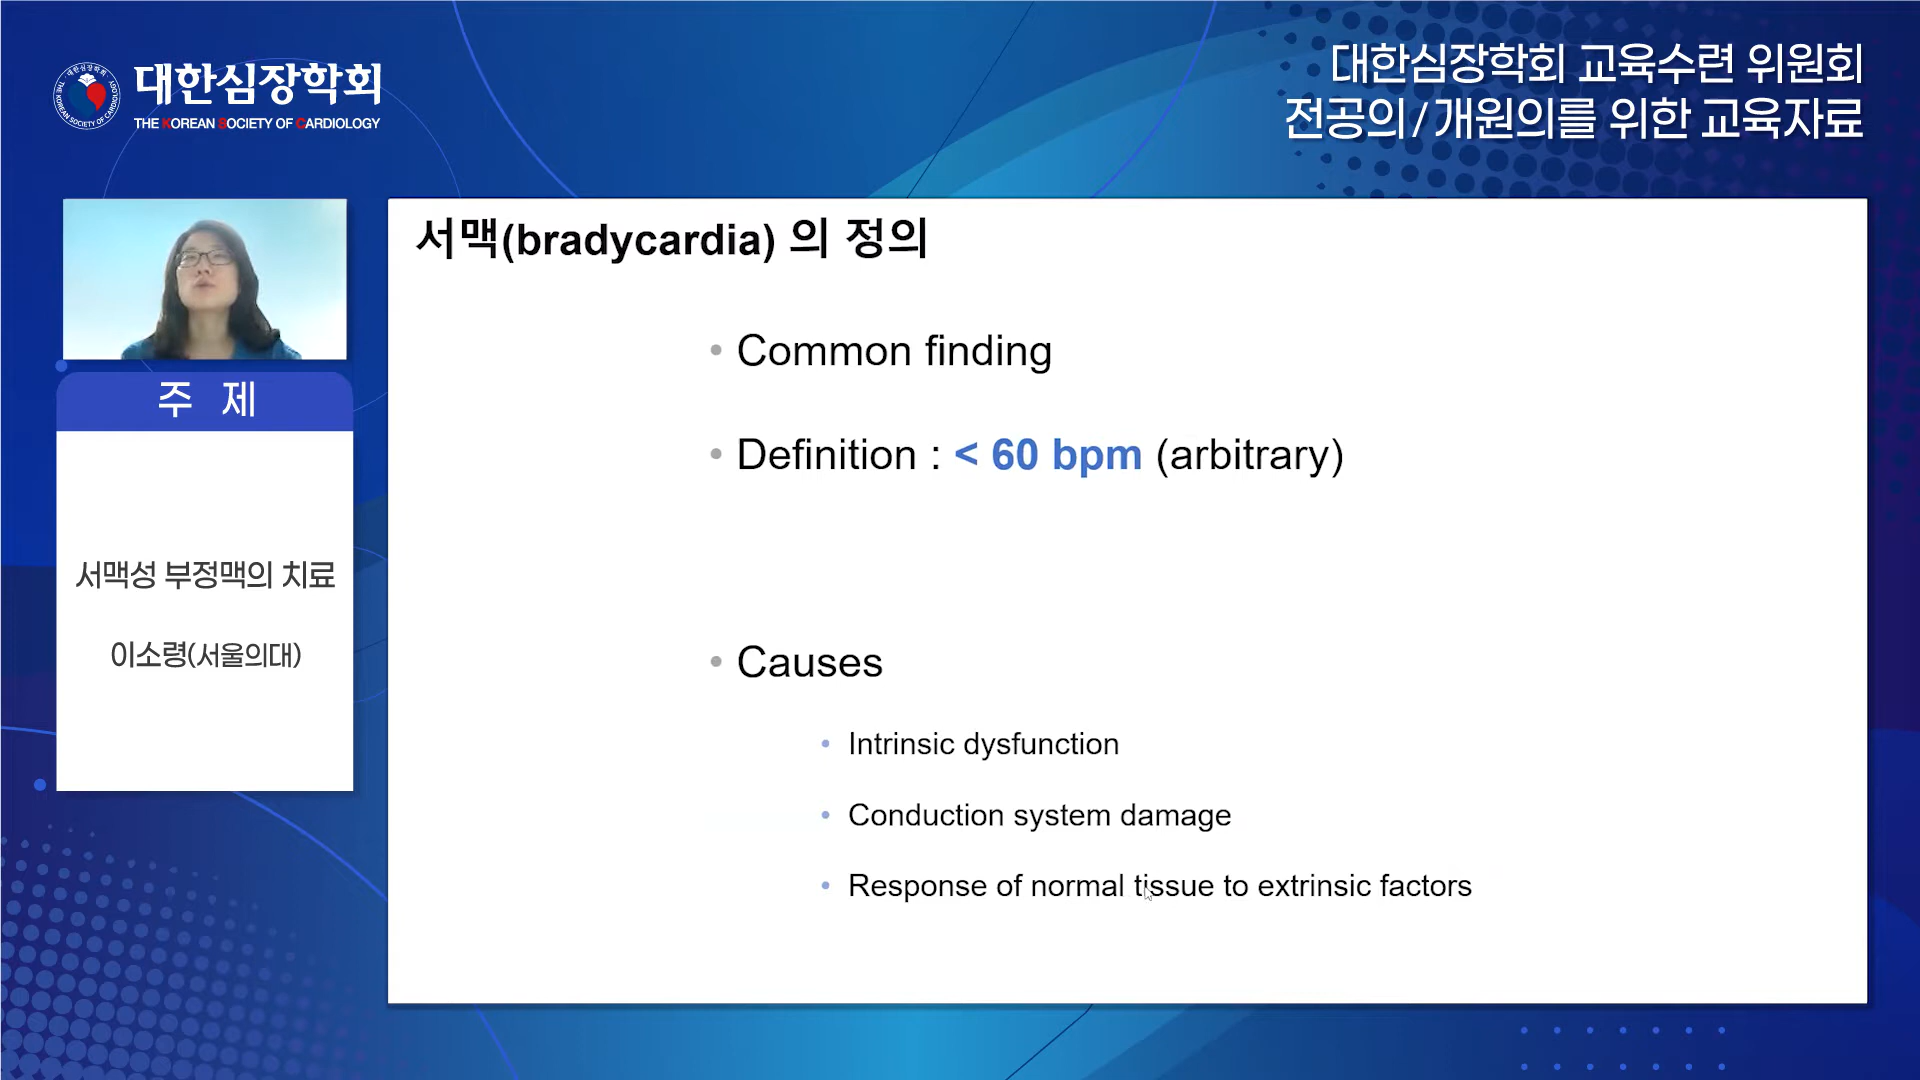 대한심장학회
THE KOREAN SOCIETY OF CARDIOLOGY
대한심장학회 교육수련 위원회
전공의/개원의를 위한 교육자료
주 제
서맥성 부정맥의 치료
이소령(서울의대)
서맥(bradycardia) 의 정의
• Common finding
• Definition : < 60 bpm (arbitrary)
• Causes
• Intrinsic dysfunction
• Conduction system damage
• Response of normal tissue to extrinsic factors